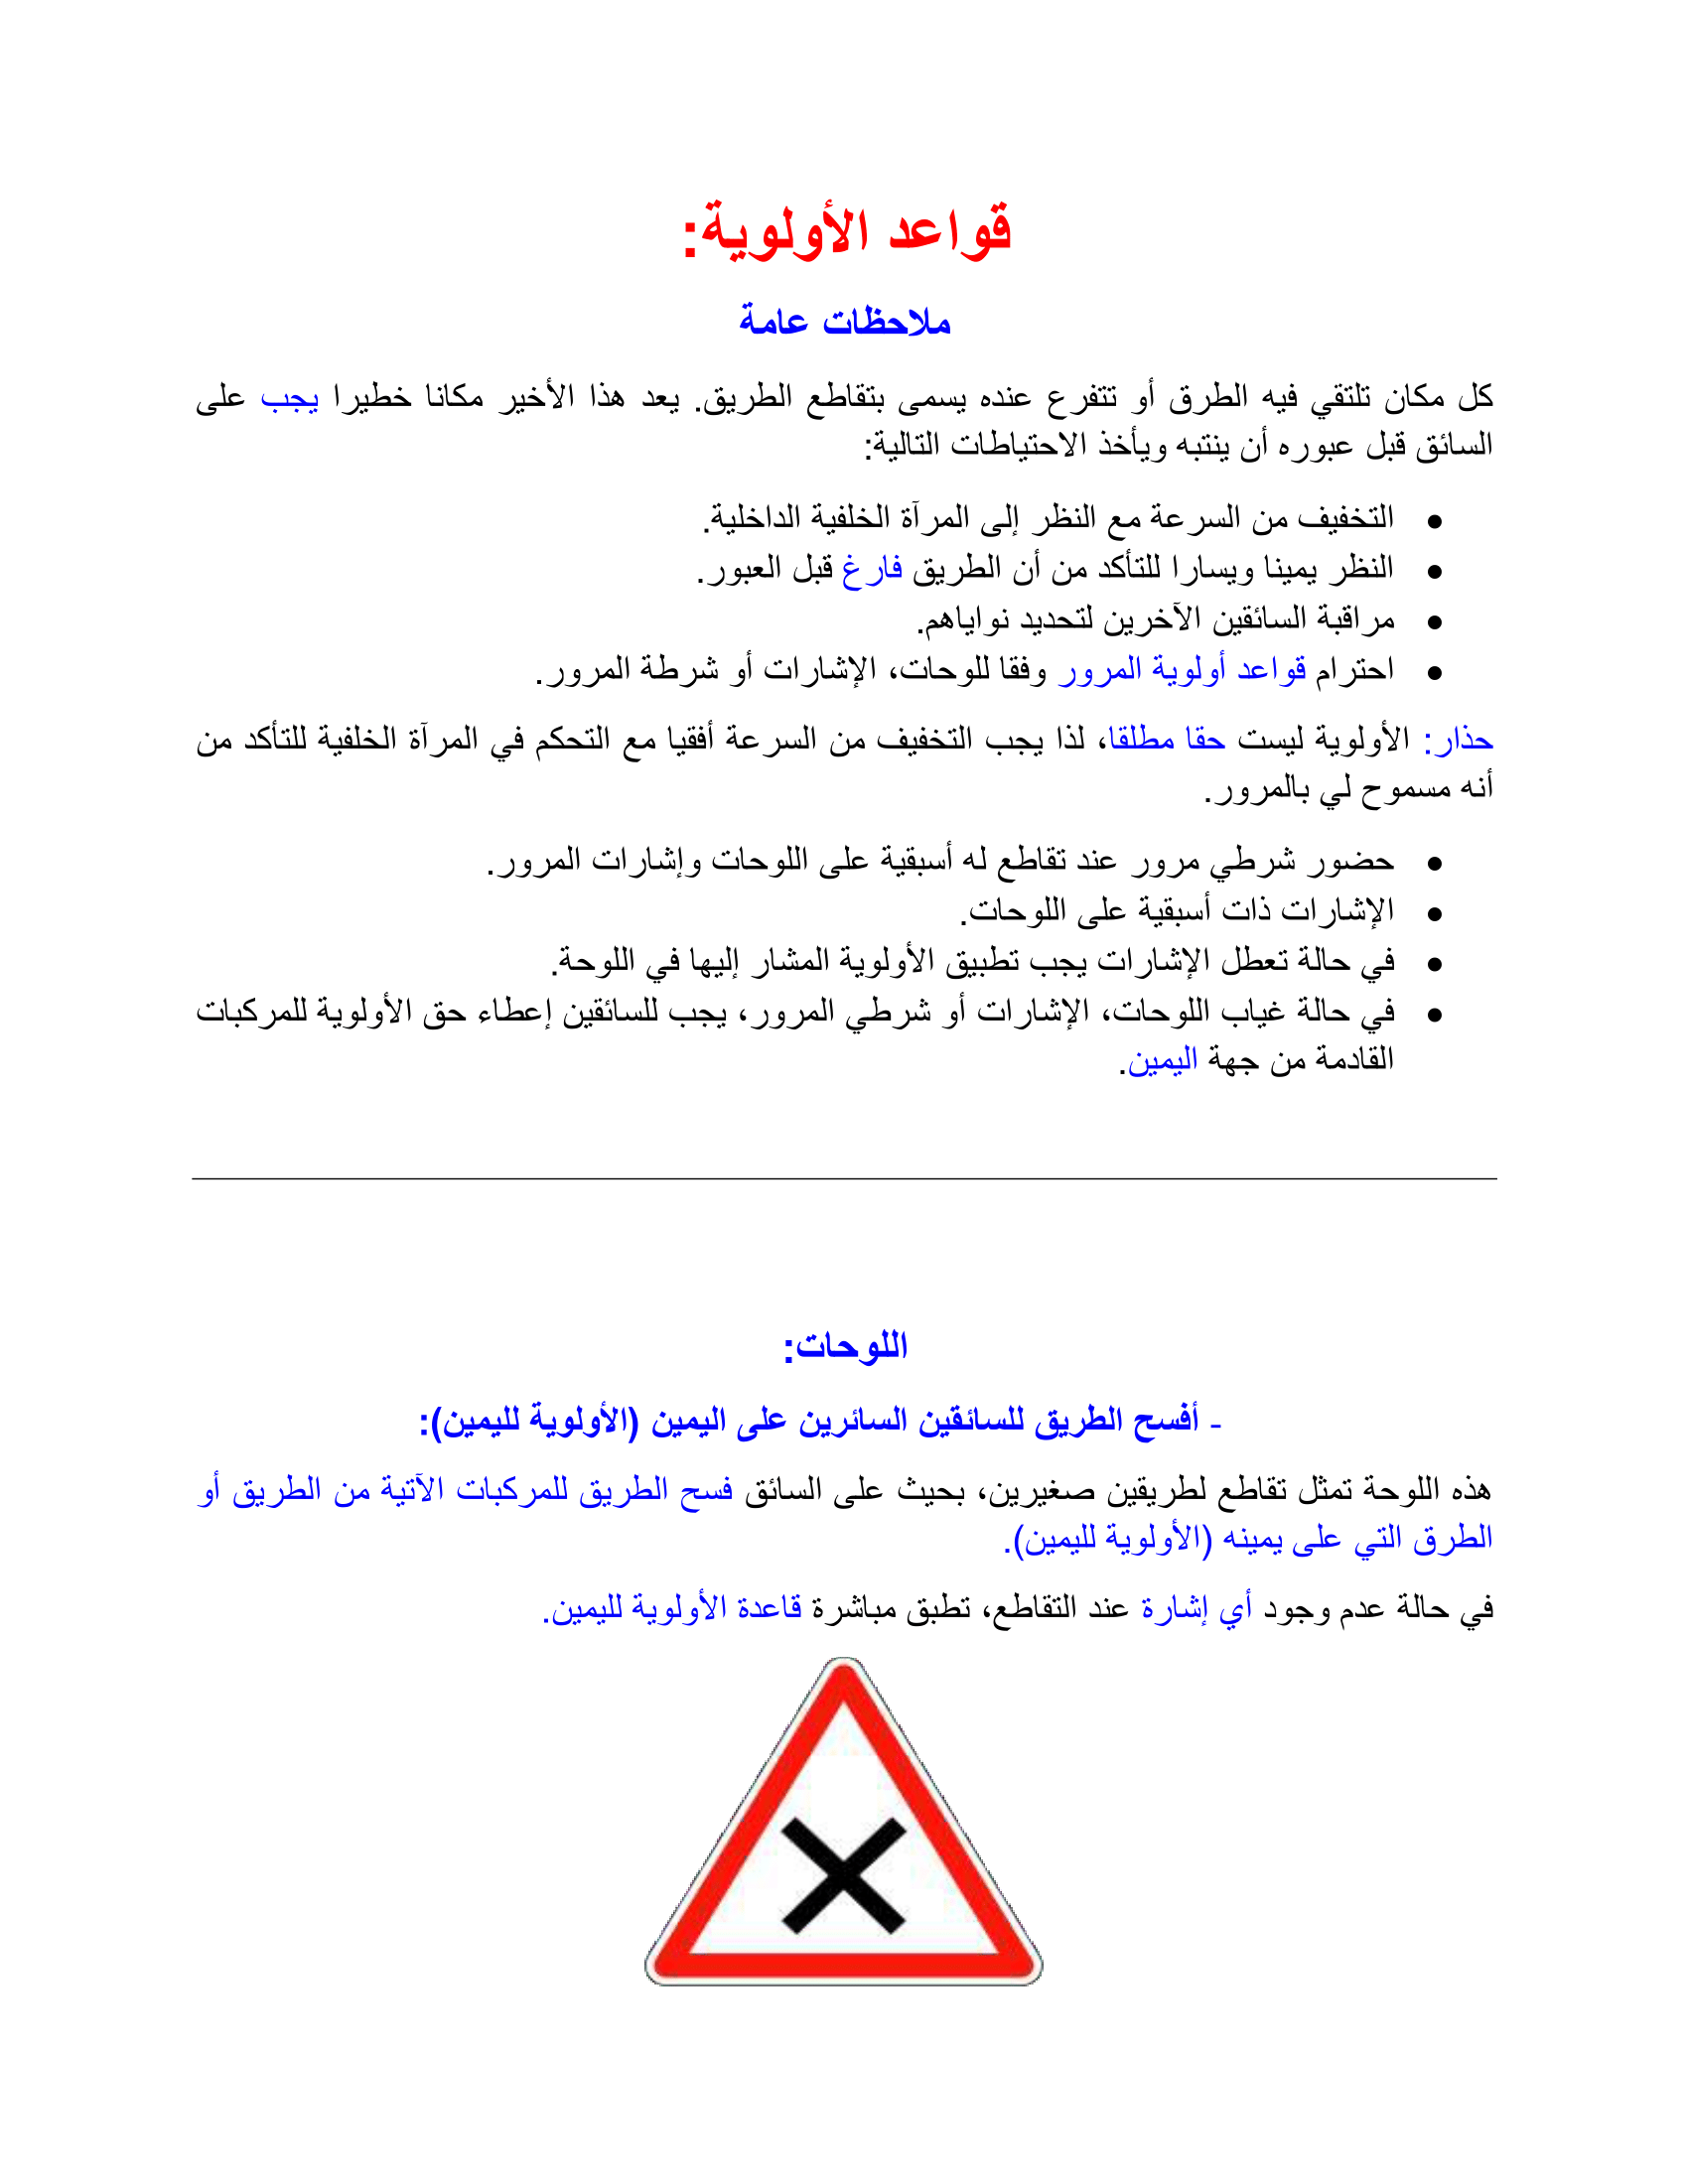 قواعد الأولوية:
ملاحظات عامة
كل مكان تلتقي فيه الطرق أو تتفرع عنده يسمى بتقاطع الطريق. يعد هذا الأخير مكانا خطيرا يجب على
السائق قبل عبوره أن ينتبه ويأخذ الاحتياطات التالية:
• التخفيف من السرعة مع النظر إلى المرآة الخلفية الداخلية.
• النظر يمينا ويسارا للتأكد من أن الطريق فارغ قبل العبور.
• مراقبة السائقين الآخرين لتحديد نواياهم.
• احترام قواعد أولوية المرور وفقا للوحات، الإشارات أو شرطة المرور.
حذار: الأولوية ليست حقا مطلقا، لذا يجب التخفيف من السرعة أفقيا مع التحكم في المرآة الخلفية للتأكد من
أنه مسموح لي بالمرور.
• حضور شرطي مرور عند تقاطع له أسبقية على اللوحات وإشارات المرور.
• الإشارات ذات أسبقية على اللوحات.
• في حالة تعطل الإشارات يجب تطبيق الأولوية المشار إليها في اللوحة.
• في حالة غياب اللوحات، الإشارات أو شرطي المرور، يجب للسائقين إعطاء حق الأولوية للمركبات
القادمة من جهة اليمين.
اللوحات:
- أفسح الطريق للسائقين السائرين على اليمين (الأولوية لليمين):
هذه اللوحة تمثل تقاطع لطريقين صغيرين، بحيث على السائق فسح الطريق للمركبات الآتية من الطريق أو
الطرق التي على يمينه (الأولوية لليمين).
في حالة عدم وجود أي إشارة عند التقاطع، تطبق مباشرة قاعدة الأولوية لليمين.